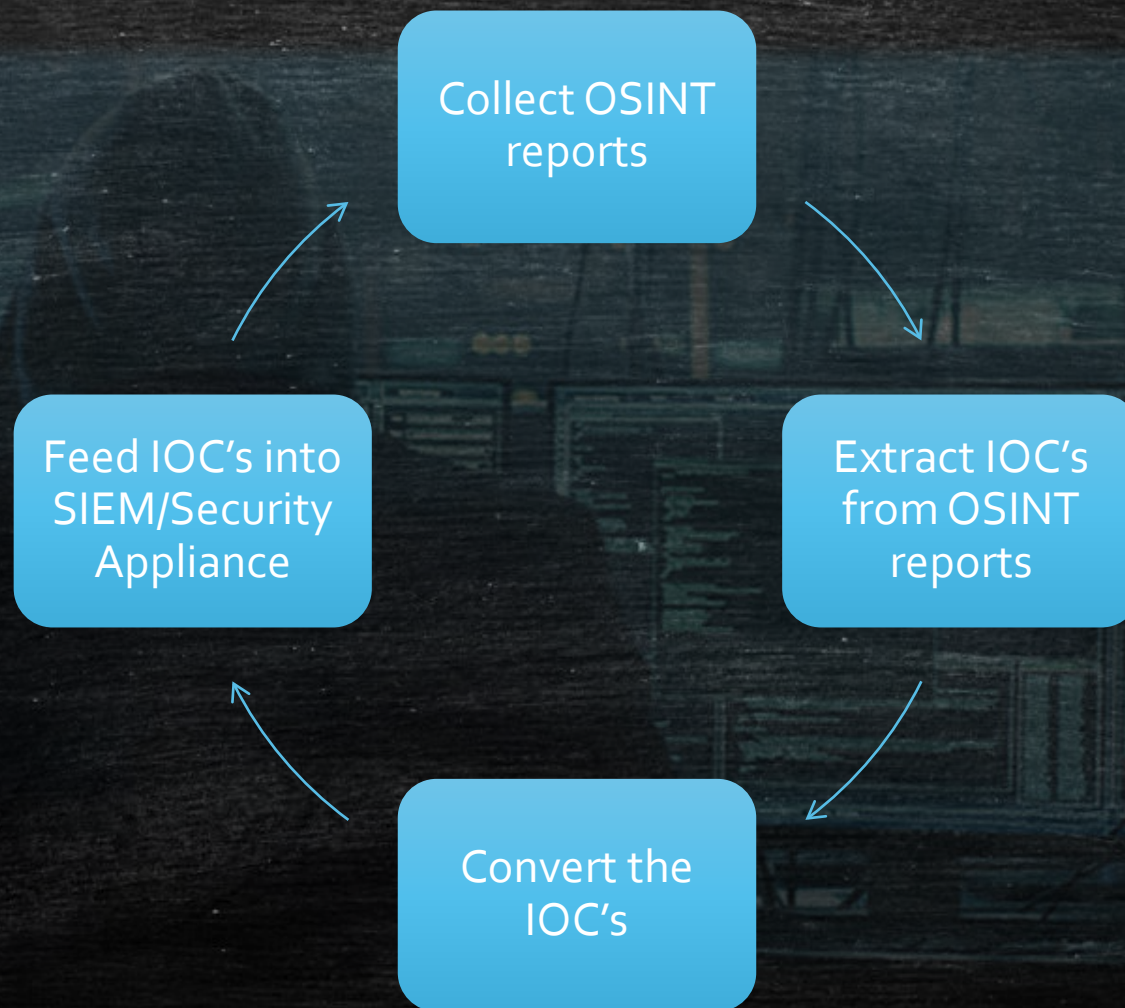 Collect OSINT
reports
Feed IOC’s into
SIEM/Security
Appliance
Extract IOC’s
from OSINT
reports
Convert the
IOC’s